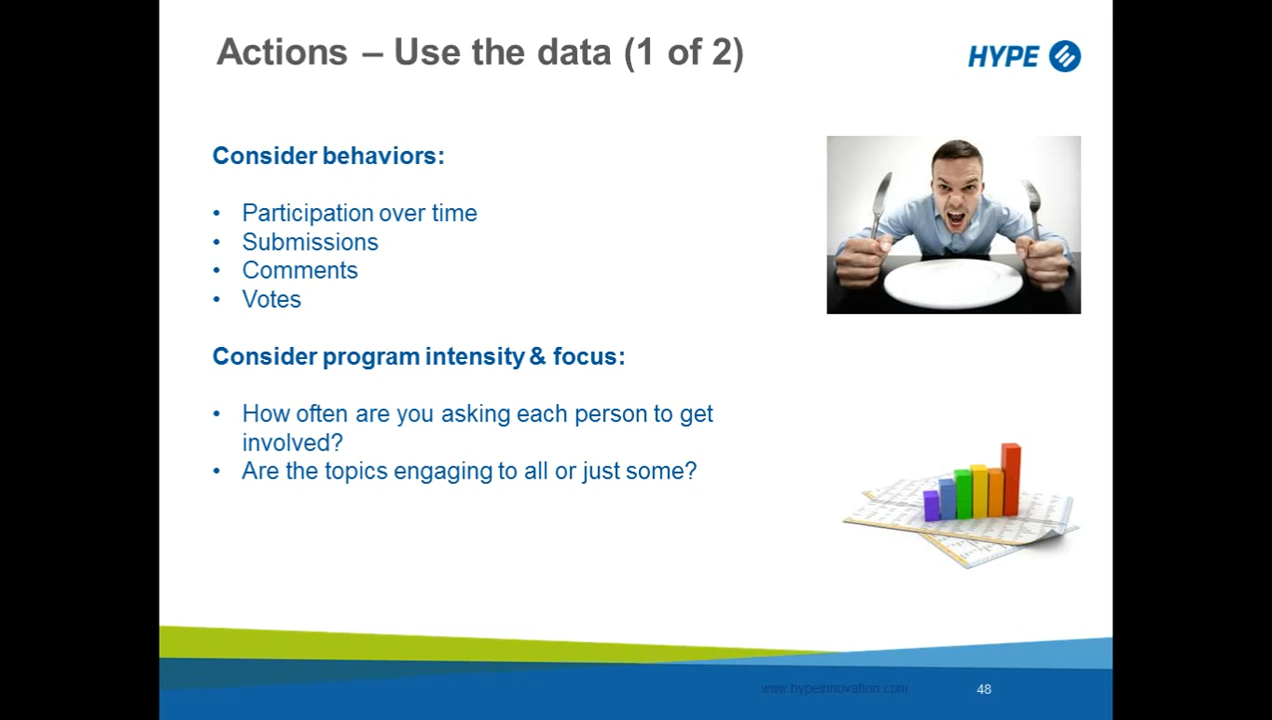 Actions – Use the data (1 of 2)
HYPE
Consider behaviors:
• Participation over time
• Submissions
• Comments
• Votes
Consider program intensity & focus:
• How often are you asking each person to get
involved?
• Are the topics engaging to all or just some?
www.hypeinnovation.com
48